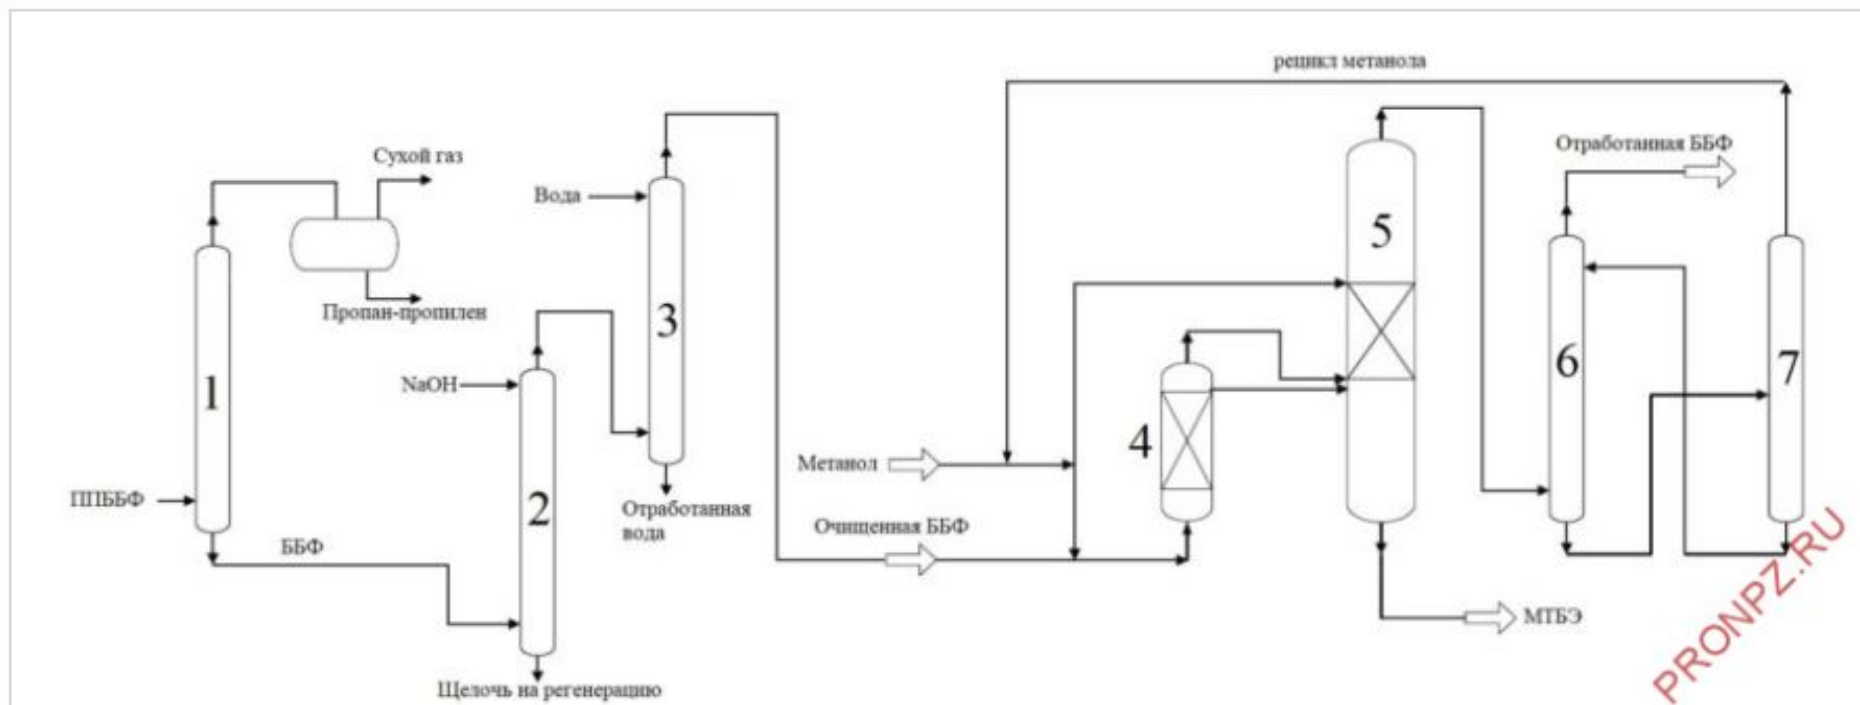 рецикл метанола
Сухой газ
Отработанная ББФ
Вода
5
Пропан-пропилен
3
6
7
1
NaOH
4
Метанол
ППББФ
2
Отработанная
вода
Очищенная ББФ
ББФ
МТБЭ
Щелочь на регенерацию
PRONPZ.RU